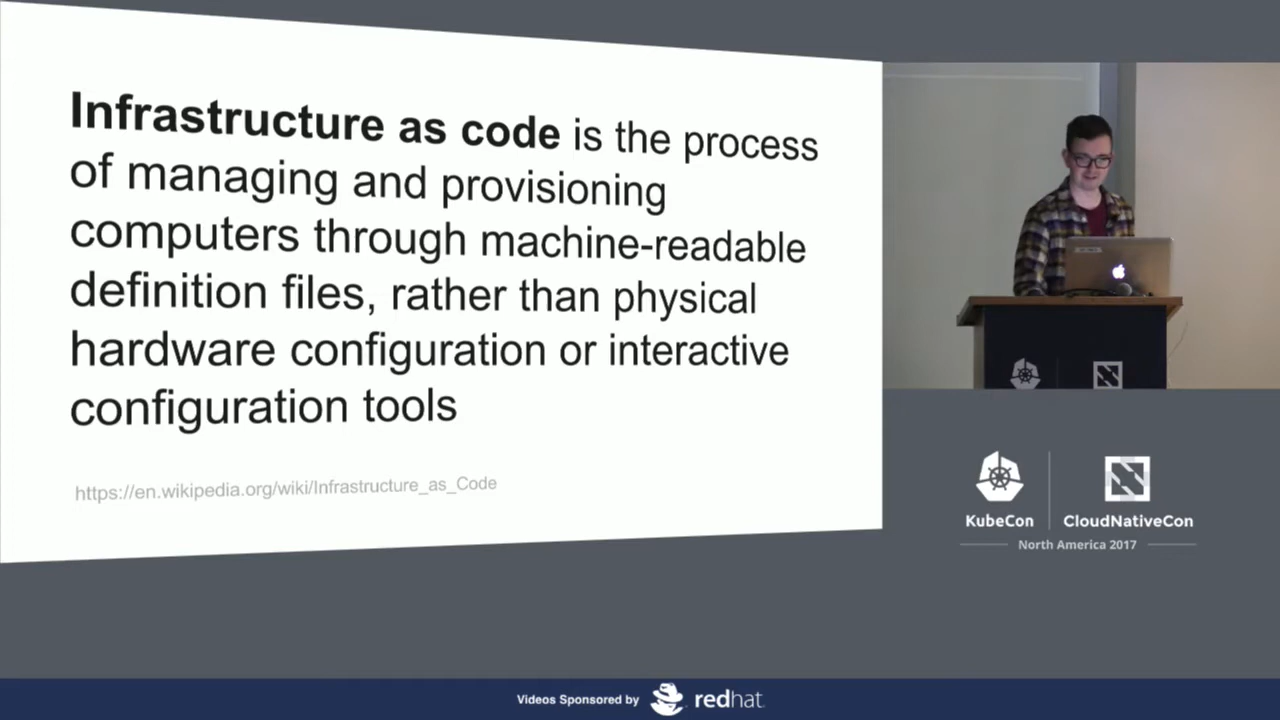 Infrastructure as code is the process
of managing and provisioning
computers through machine-readable
definition files, rather than physical
hardware configuration or interactive
configuration tools
https://en.wikipedia.org/wiki/Infrastructure_as_Code
KubeCon
CloudNativeCon
North America 2017
Videos Sponsored by redhat.